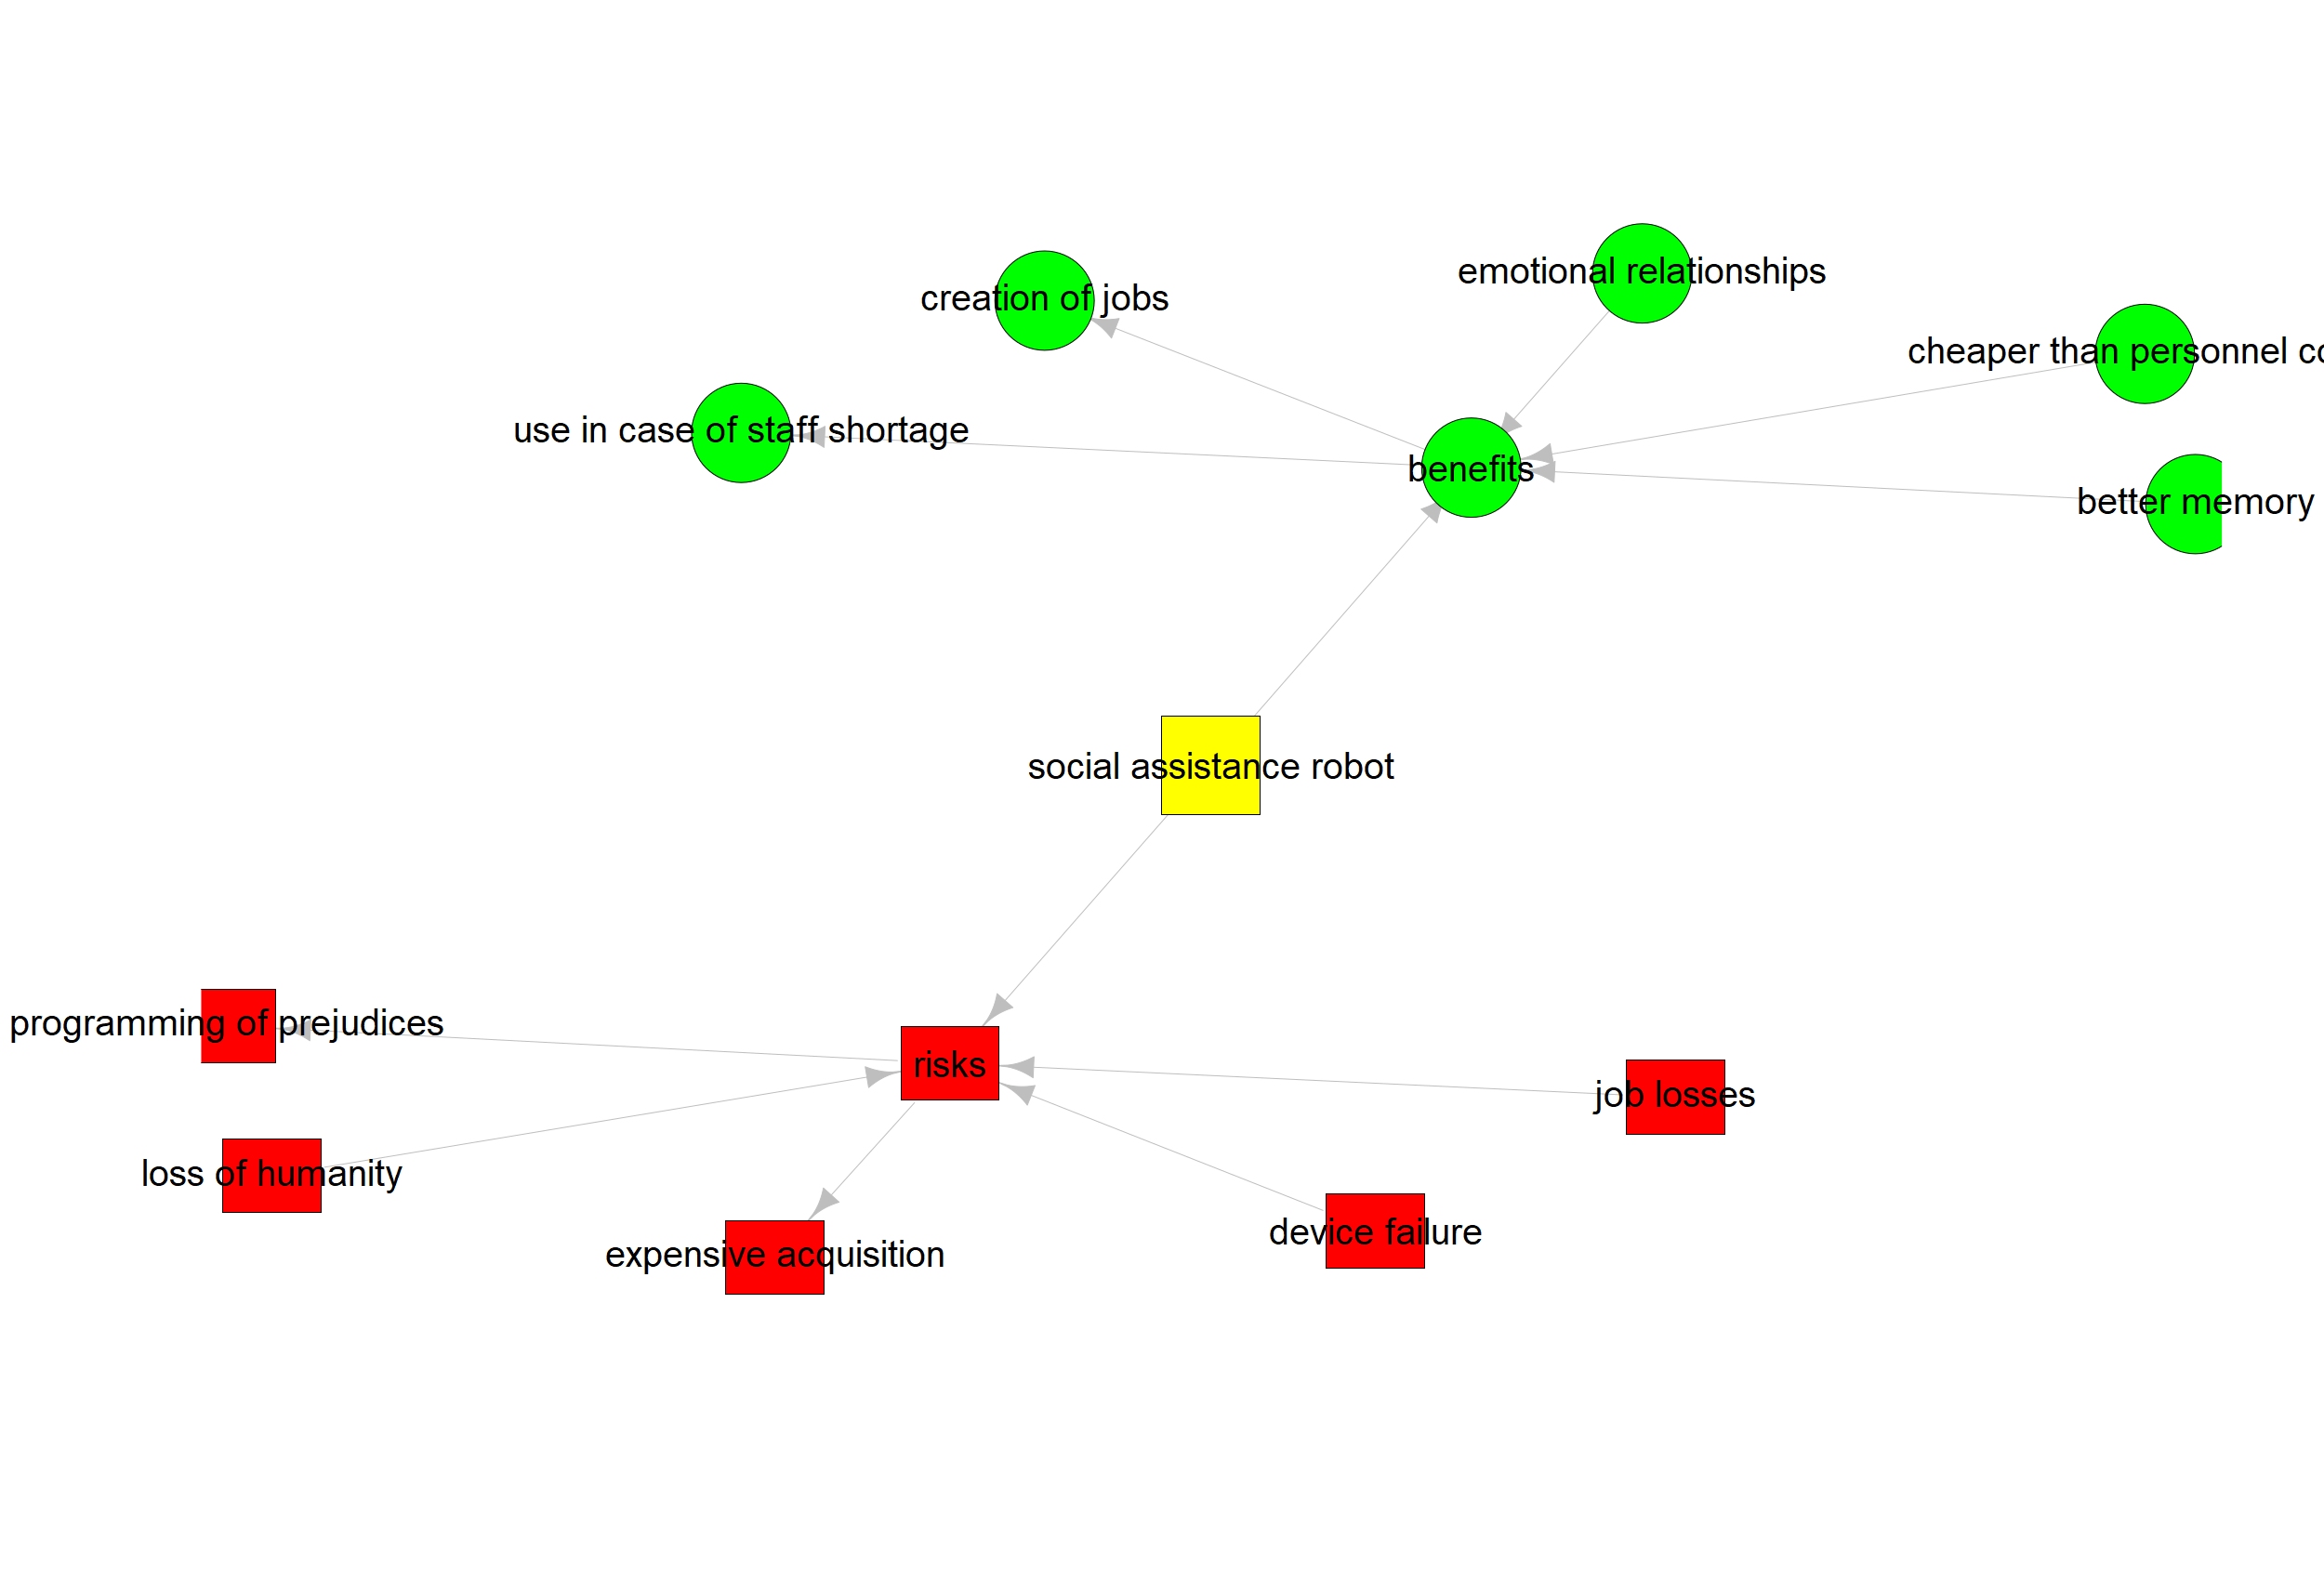 emotional relationships
creation of jobs
cheaper than personnel co
use in case of staff shortage
benefits
better memory
social assistance robot
programming of prejudices
risks
job losses
loss of humanity
device failure
expensive acquisition